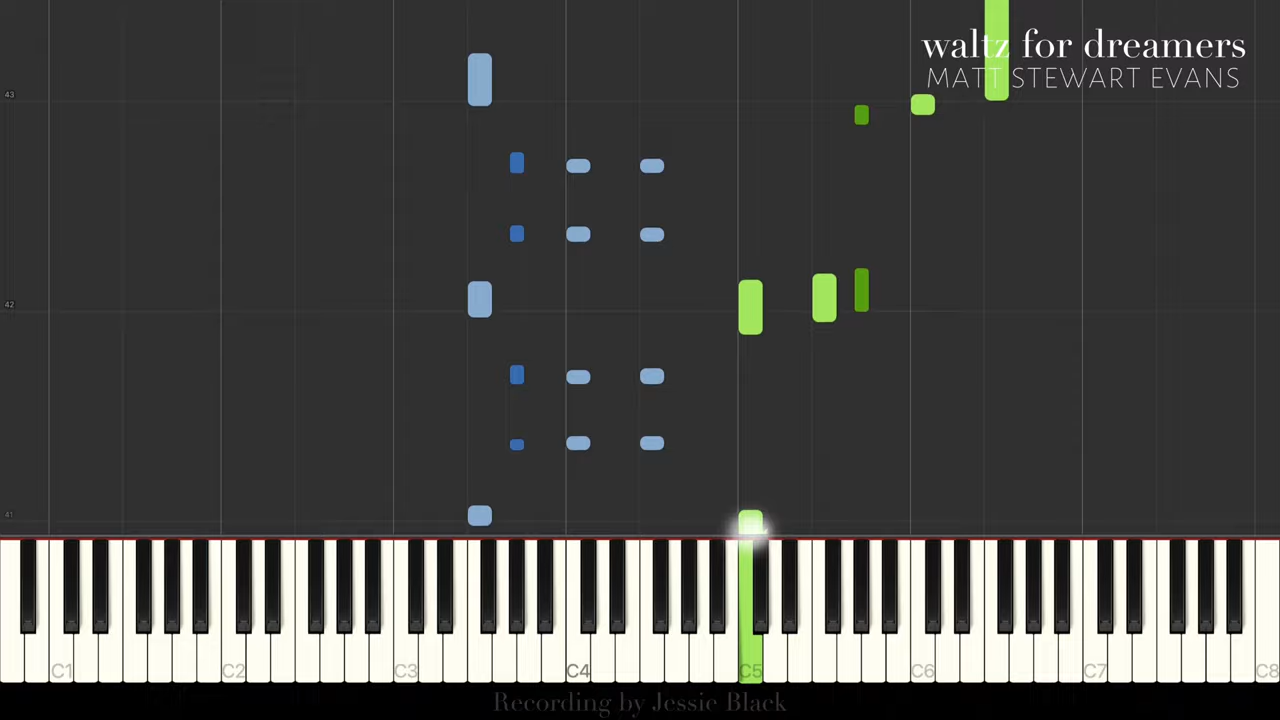 waltz for dreamers
MATT STEWART EVANS
43
42
41
C1 C2 C3 C4 C5 C6 C7 C8
Recording by Jessie Black